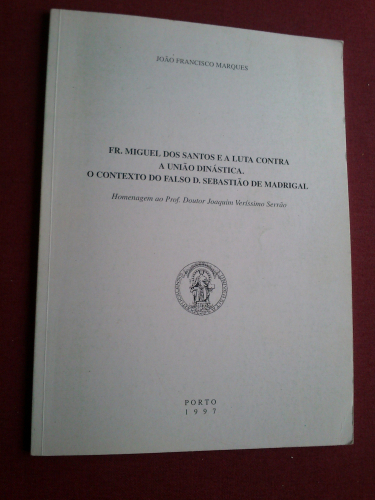 JOÃO FRANCISCO MARQUES
FR. MIGUEL DOS SANTOS E A LUTA CONTRA
A UNIÃO DINÁSTICA.
O CONTEXTO DO FALSO D. SEBASTIÃO DE MADRIGAL
Homenagem ao Prof. Doutor Joaquim Veríssimo Serrão
PORTO
1997